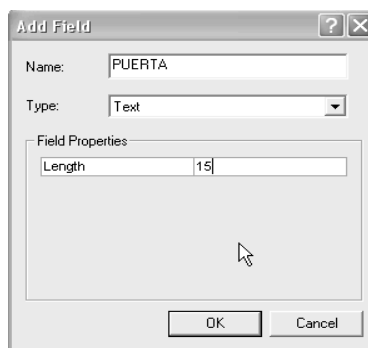 Add Field
Name: PUERTA
Type: Text
Field Properties
Length 15
OK Cancel